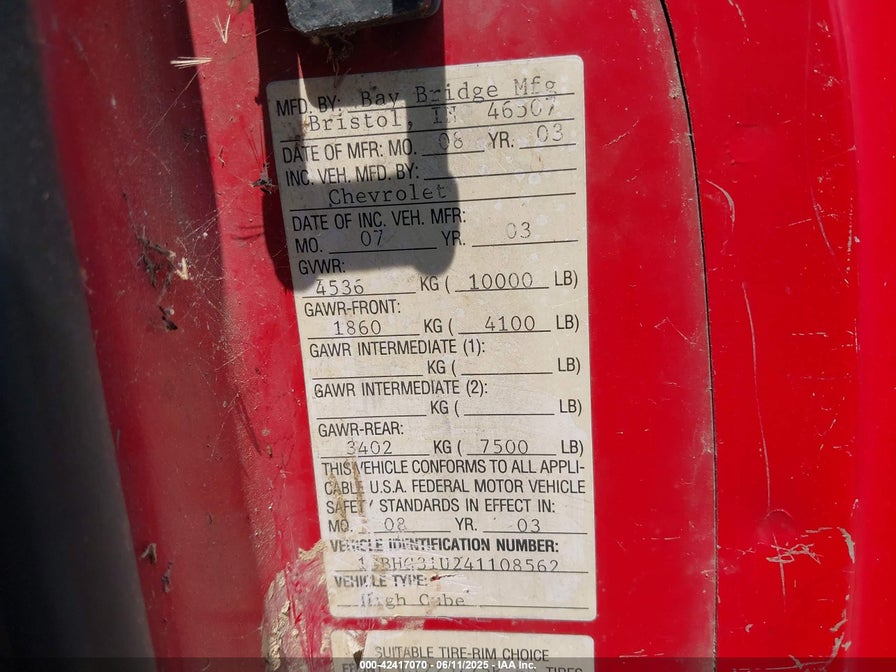 MFD. BY: Bay Bridge Mfg
Bristol, IN 46507
DATE OF MFR: MO. 08 YR. 03
INC. VEH. MFD. BY:
Chevrolet
DATE OF INC. VEH. MFR:
MO. 07 YR. 03
GVWR:
4536 KG ( 10000 LB)
GAWR-FRONT:
1860 KG ( 4100 LB)
GAWR INTERMEDIATE (1):
KG ( LB)
GAWR INTERMEDIATE (2):
KG ( LB)
GAWR-REAR:
3402 KG ( 7500 LB)
THIS VEHICLE CONFORMS TO ALL APPLI-
CABLE U.S.A. FEDERAL MOTOR VEHICLE
SAFETY STANDARDS IN EFFECT IN:
MO. 08 YR. 03
VEHICLE IDENTIFICATION NUMBER:
VEHICLE TYPE:
High Cube
SUITABLE TIRE-RIM CHOICE
TIRES
000-42417070 - 06/11/2025 - IAA Inc.